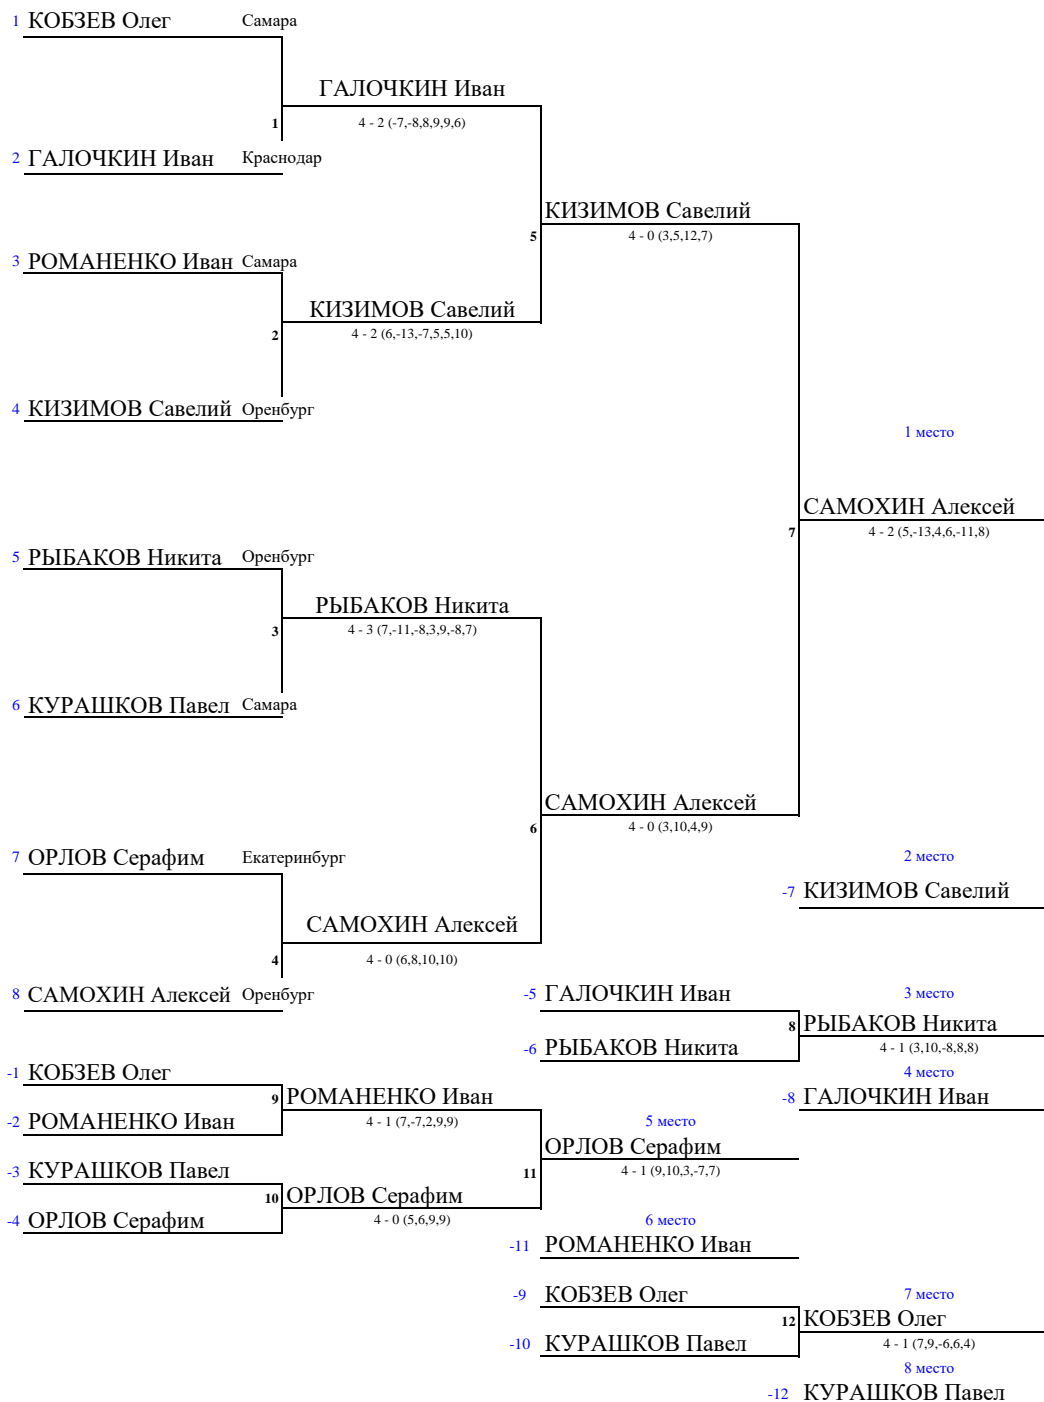 1 КОБЗЕВ Олег Самара
ГАЛОЧКИН Иван
1 4 - 2 (-7,-8,8,9,9,6)
2 ГАЛОЧКИН Иван Краснодар
КИЗИМОВ Савелий
5 4 - 0 (3,5,12,7)
3 РОМАНЕНКО Иван Самара
КИЗИМОВ Савелий
2 4 - 2 (6,-13,-7,5,5,10)
4 КИЗИМОВ Савелий Оренбург
1 место
САМОХИН Алексей
7 4 - 2 (5,-13,4,6,-11,8)
5 РЫБАКОВ Никита Оренбург
РЫБАКОВ Никита
3 4 - 3 (7,-11,-8,3,9,-8,7)
6 КУРАШКОВ Павел Самара
САМОХИН Алексей
6 4 - 0 (3,10,4,9)
7 ОРЛОВ Серафим Екатеринбург
2 место
-7 КИЗИМОВ Савелий
САМОХИН Алексей
4 4 - 0 (6,8,10,10)
8 САМОХИН Алексей Оренбург
-5 ГАЛОЧКИН Иван
3 место
8 РЫБАКОВ Никита
-6 РЫБАКОВ Никита
4 - 1 (3,10,-8,8,8)
-1 КОБЗЕВ Олег
4 место
9 РОМАНЕНКО Иван
-8 ГАЛОЧКИН Иван
-2 РОМАНЕНКО Иван
4 - 1 (7,-7,2,9,9)
5 место
ОРЛОВ Серафим
-3 КУРАШКОВ Павел
11 4 - 1 (9,10,3,-7,7)
10 ОРЛОВ Серафим
-4 ОРЛОВ Серафим
4 - 0 (5,6,9,9)
6 место
-11 РОМАНЕНКО Иван
-9 КОБЗЕВ Олег
7 место
12 КОБЗЕВ Олег
-10 КУРАШКОВ Павел
4 - 1 (7,9,-6,6,4)
8 место
-12 КУРАШКОВ Павел